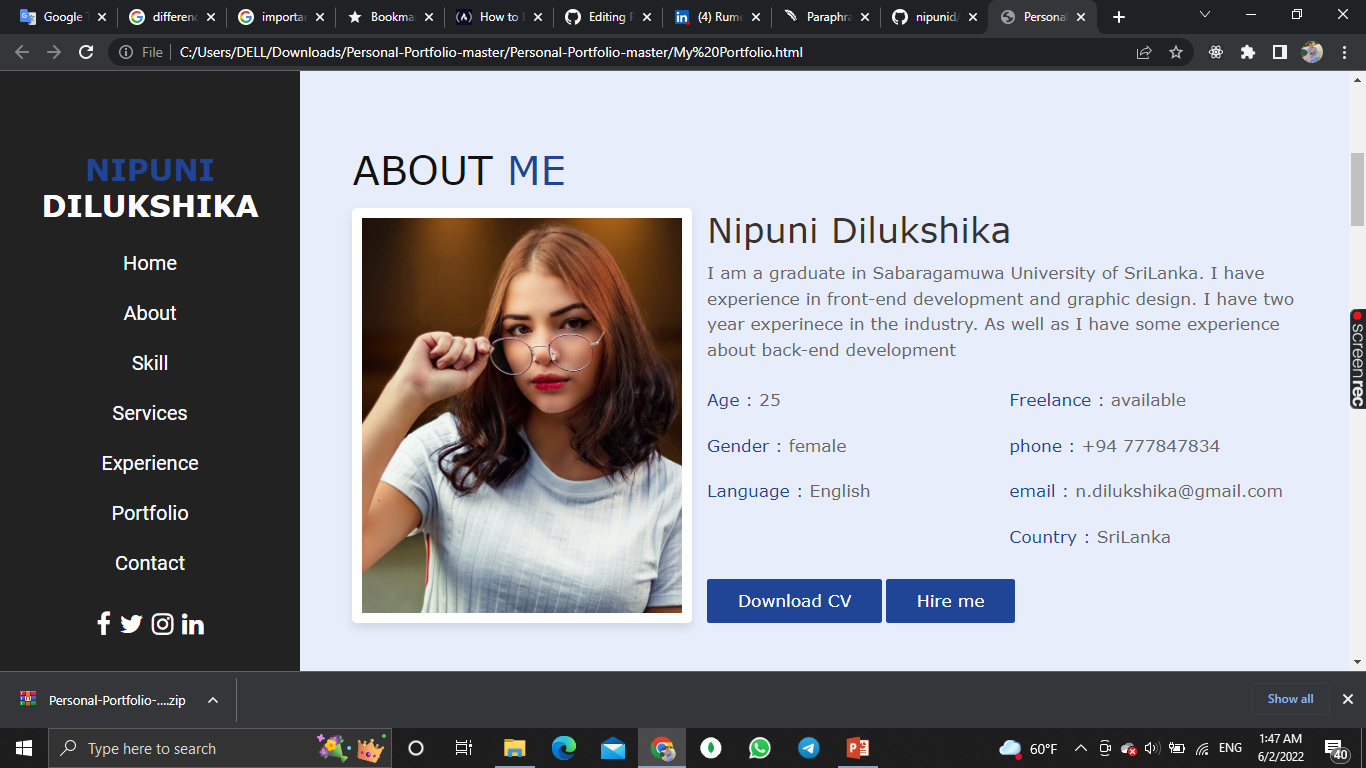 Google T
differenc
importan
Bookmar
How to
Editing
(4) Rume
Paraphra
nipunid/
Personal
File
C:/Users/DELL/Downloads/Personal-Portfolio-master/Personal-Portfolio-master/My%20Portfolio.html
NIPUNI
DILUKSHIKA
Home
About
Skill
Services
Experience
Portfolio
Contact
ABOUT ME
Nipuni Dilukshika
I am a graduate in Sabaragamuwa University of SriLanka. I have
experience in front-end development and graphic design. I have two
year experinece in the industry. As well as I have some experience
about back-end development
Age : 25
Freelance : available
Gender : female
phone : +94 777847834
Language : English
email : n.dilukshika@gmail.com
Country : SriLanka
Download CV
Hire me
screenrec
Personal-Portfolio-....zip
Show all
Type here to search
60°F
ENG
1:47 AM
6/2/2022
40